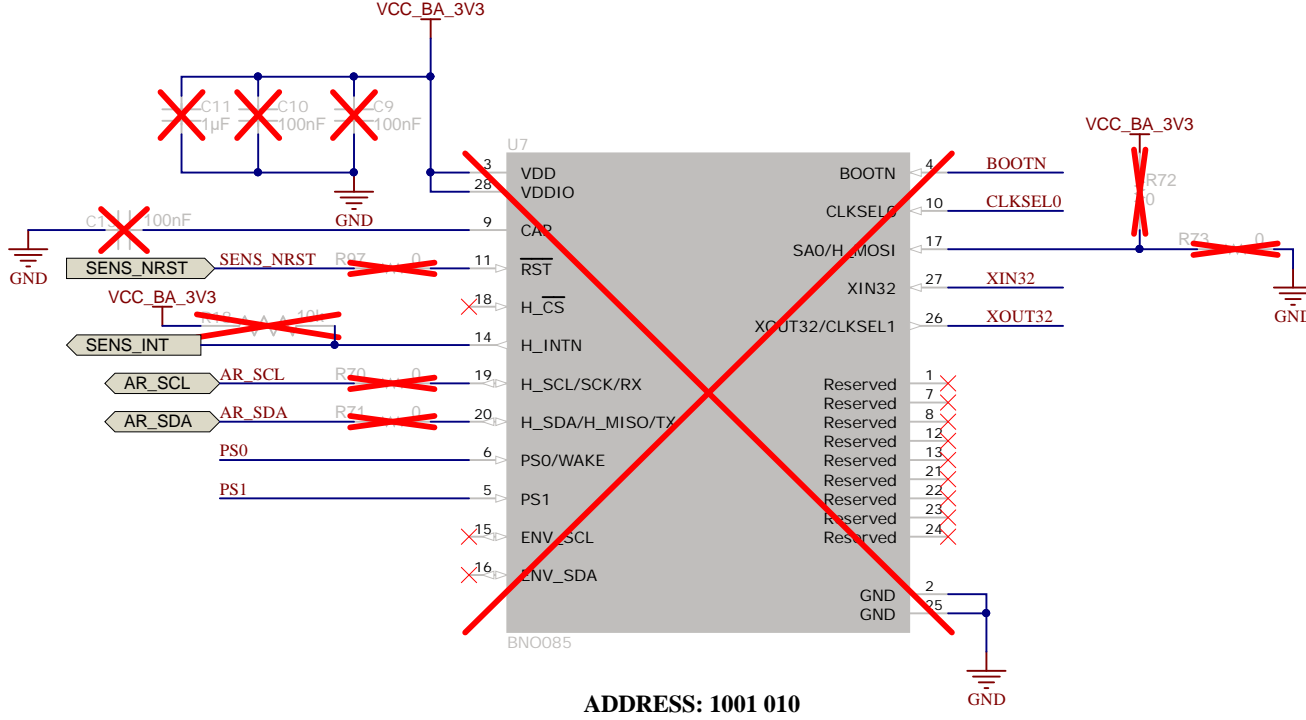 VCC_BA_3V3
C11
1µF
C10
100nF
C9
100nF
GND
100nF
GND
SENS_NRST
SENS_NRST
VCC_BA_3V3
SENS_INT
AR_SCL
AR_SCL
AR_SDA
AR_SDA
PS0
PS1
U7
3 VDD
28 VDDIO
9 CAP
11 RST
18 H_CS
14 H_INTN
19 H_SCL/SCK/RX
20 H_SDA/H_MISO/TX
6 PS0/WAKE
5 PS1
15 ENV_SCL
16 ENV_SDA
BNO085
BOOTN 4 BOOTN
CLKSEL0 10 CLKSEL0
SA0/H_MOSI 17
XIN32 27 XIN32
XOUT32/CLKSEL1 26 XOUT32
Reserved 1
Reserved 7
Reserved 8
Reserved 12
Reserved 13
Reserved 21
Reserved 22
Reserved 23
Reserved 24
GND 2
GND 25
GND
VCC_BA_3V3
R72
0
R73
0
GND
ADDRESS: 1001 010